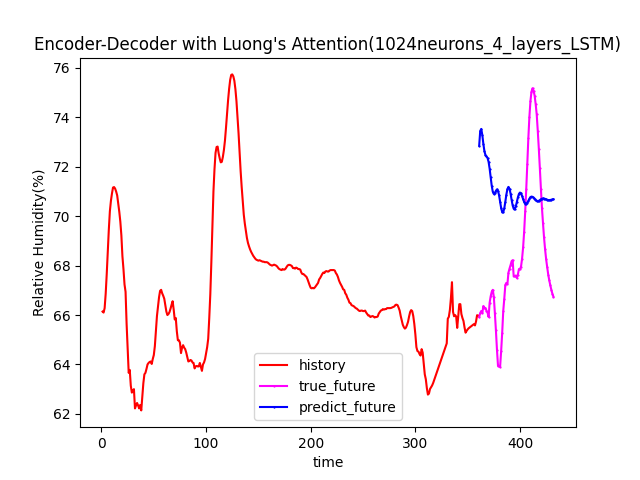 Encoder-Decoder with Luong's Attention(1024neurons_4_layers_LSTM)
76
74
72
70
68
66
64
62
Relative Humidity(%)
history
true_future
predict_future
0
100
200
300
400
time